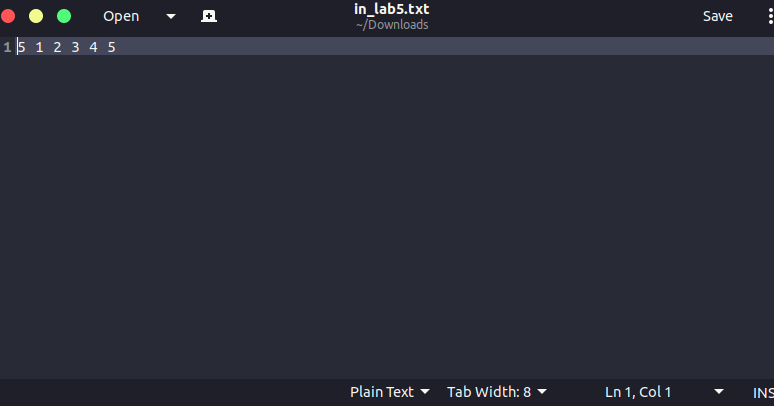 Open
in_lab5.txt
~/Downloads
Save
1 5 1 2 3 4 5
Plain Text Tab Width: 8 Ln 1, Col 1 INS